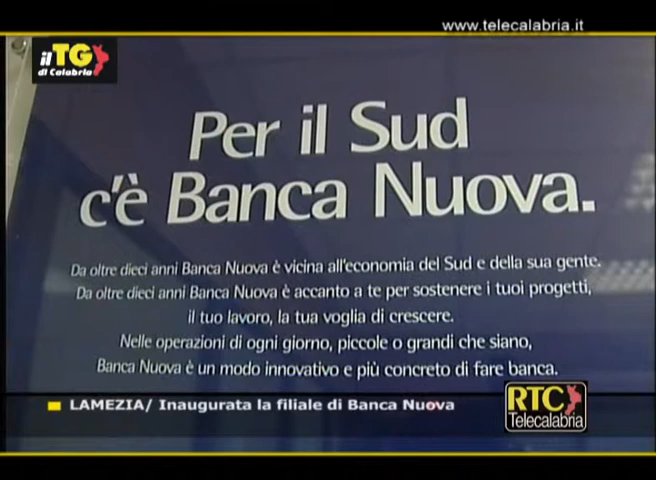 www.telecalabria.it
il TG
di Calabria
Per il Sud
c'è Banca Nuova.
Da oltre dieci anni Banca Nuova è vicina all'economia del Sud e della sua gente.
Da oltre dieci anni Banca Nuova è accanto a te per sostenere i tuoi progetti,
il tuo lavoro, la tua voglia di crescere.
Nelle operazioni di ogni giorno, piccole o grandi che siano,
Banca Nuova è un modo innovativo e più concreto di fare banca.
LAMEZIA/ Inaugurata la filiale di Banca Nuova
RTC
Telecalabria